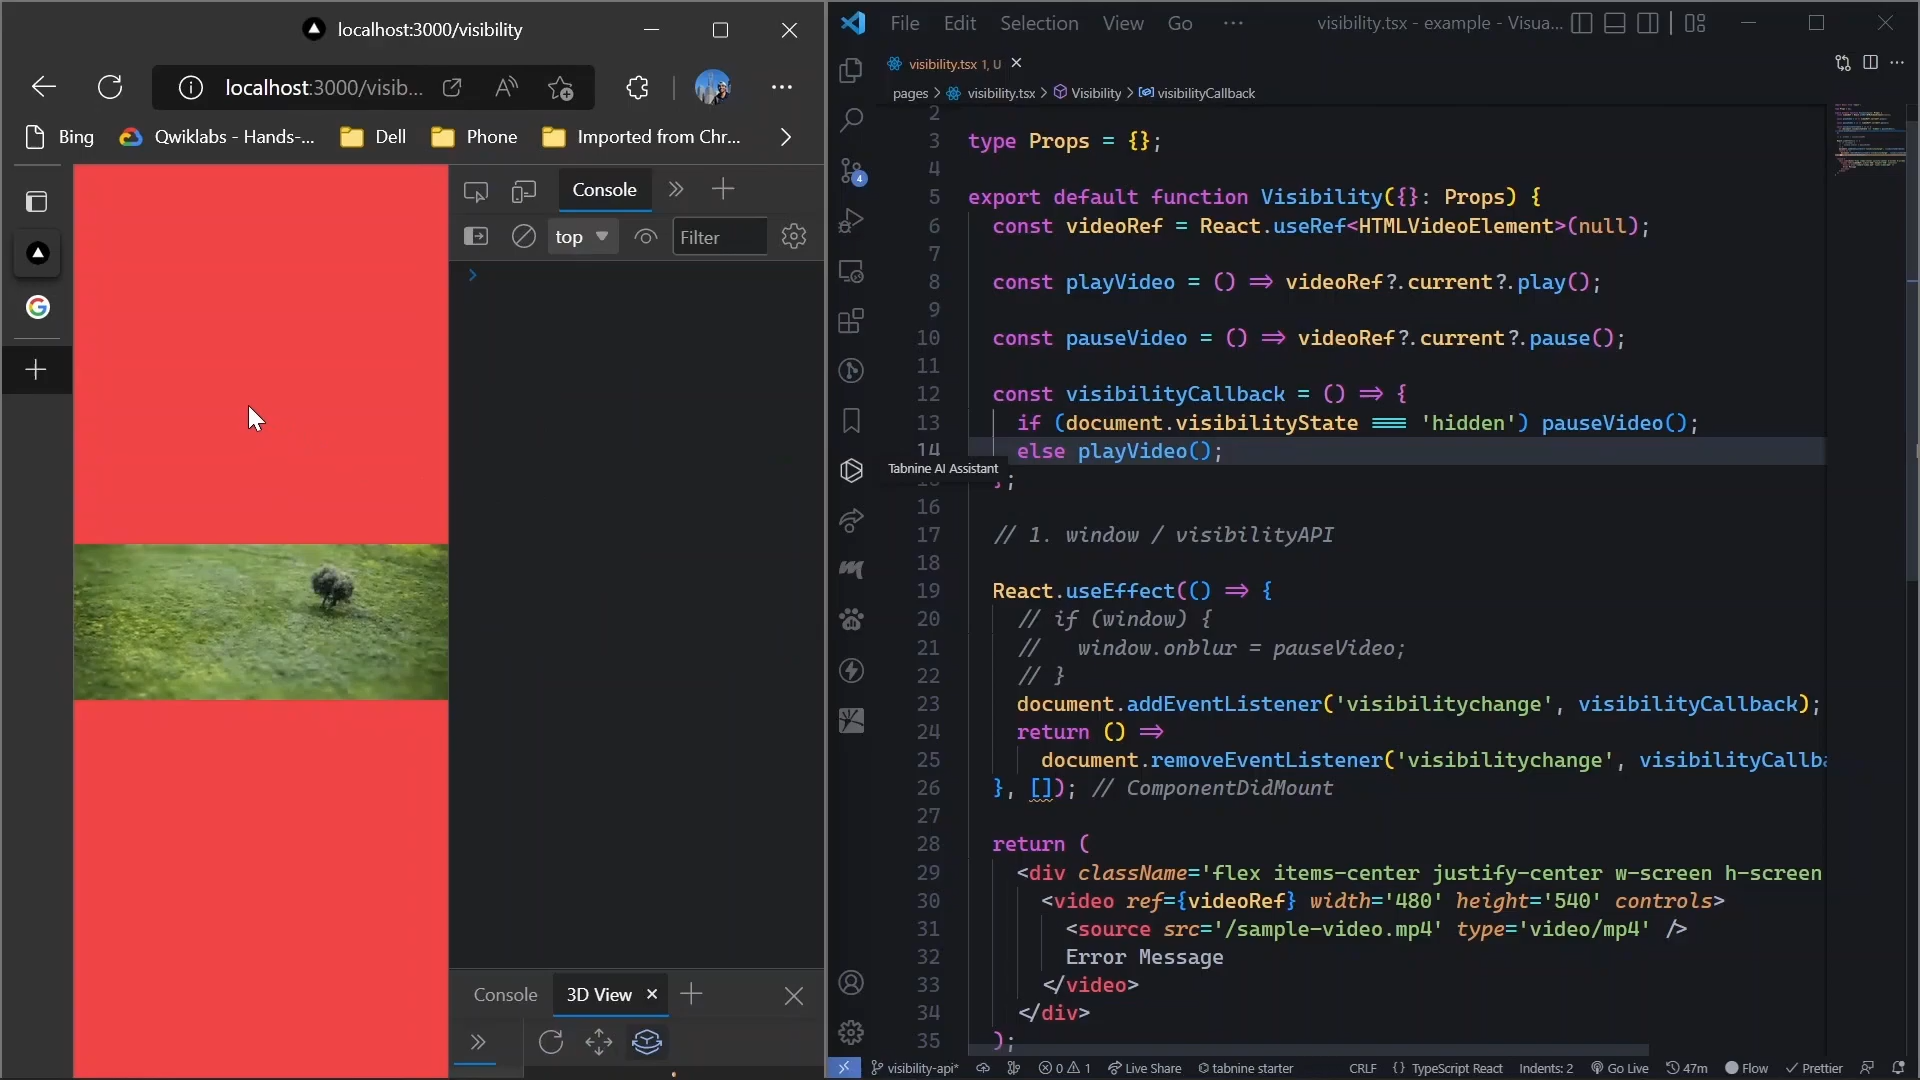 localhost:3000/visibility
localhost:3000/visib...
Bing
Qwiklabs - Hands-...
Dell
Phone
Imported from Chr...
Console
top
Filter
Console
3D View
File Edit Selection View Go ···
visibility.tsx - example - Visua...
visibility.tsx 1, U
pages > visibility.tsx > Visibility > visibilityCallback
4
2
3 type Props = {};
4
5 export default function Visibility({}: Props) {
6 const videoRef = React.useRef<HTMLVideoElement>(null);
7
8 const playVideo = () => videoRef?.current?.play();
9
10 const pauseVideo = () => videoRef?.current?.pause();
11
12 const visibilityCallback = () => {
13 if (document.visibilityState === 'hidden') pauseVideo();
14 else playVideo();
Tabnine AI Assistant
};
16
17 // 1. window / visibilityAPI
18
19 React.useEffect(() => {
20 // if (window) {
21 //   window.onblur = pauseVideo;
22 // }
23 document.addEventListener('visibilitychange', visibilityCallback);
24 return () =>
25 document.removeEventListener('visibilitychange', visibilityCallba
26 }, []); // ComponentDidMount
27
28 return (
29 <div className='flex items-center justify-center w-screen h-screen
30 <video ref={videoRef} width='480' height='540' controls>
31 <source src='/sample-video.mp4' type='video/mp4' />
32 Error Message
33 </video>
34 </div>
35 );
visibility-api* 0 1 Live Share tabnine starter CRLF {} TypeScript React Indents: 2 Go Live 47m Flow Prettier